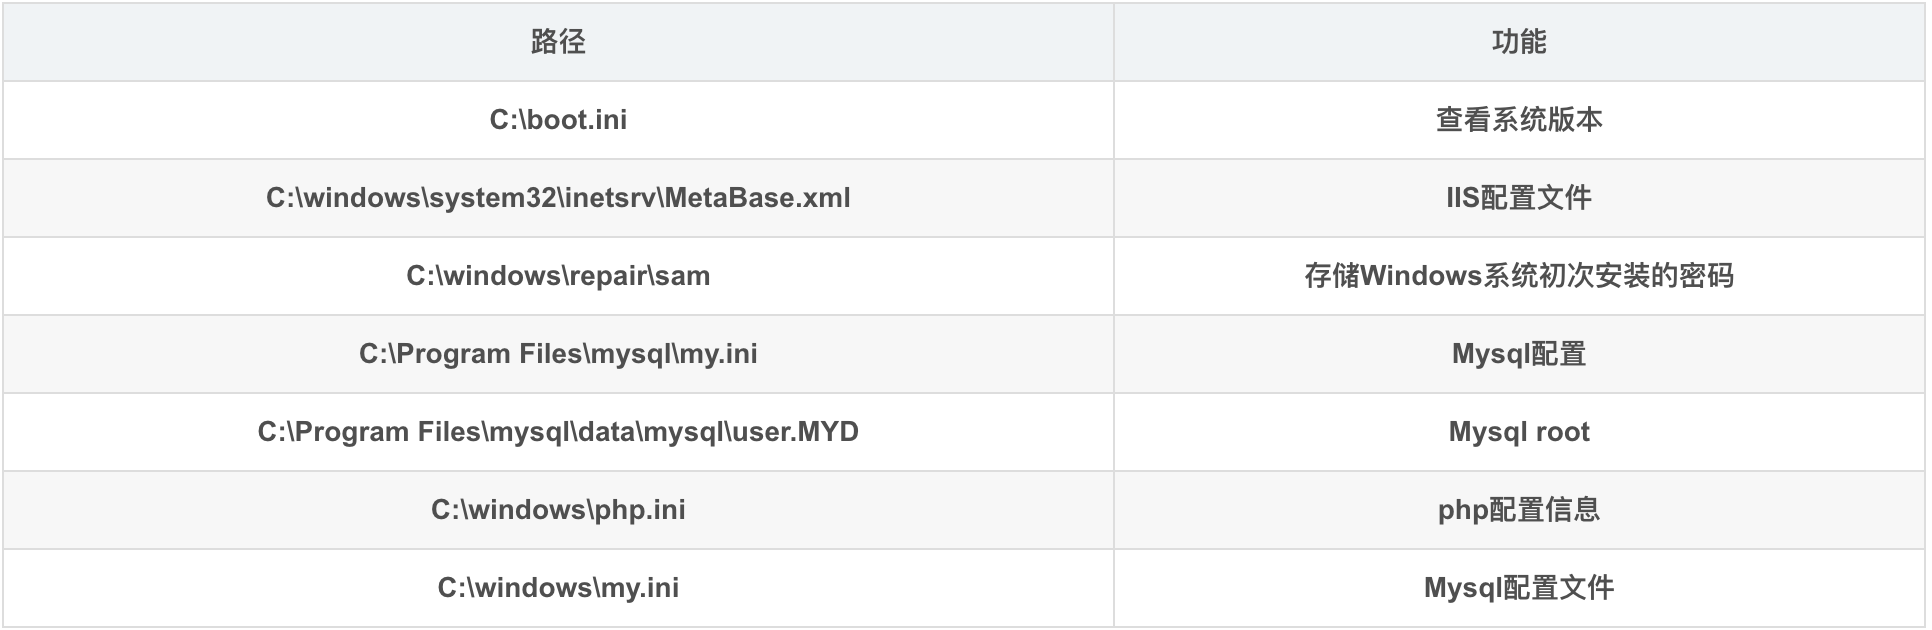 路径 功能
C:\boot.ini 查看系统版本
C:\windows\system32\inetsrv\MetaBase.xml IIS配置文件
C:\windows\repair\sam 存储Windows系统初次安装的密码
C:\Program Files\mysql\my.ini Mysql配置
C:\Program Files\mysql\data\mysql\user.MYD Mysql root
C:\windows\php.ini php配置信息
C:\windows\my.ini Mysql配置文件